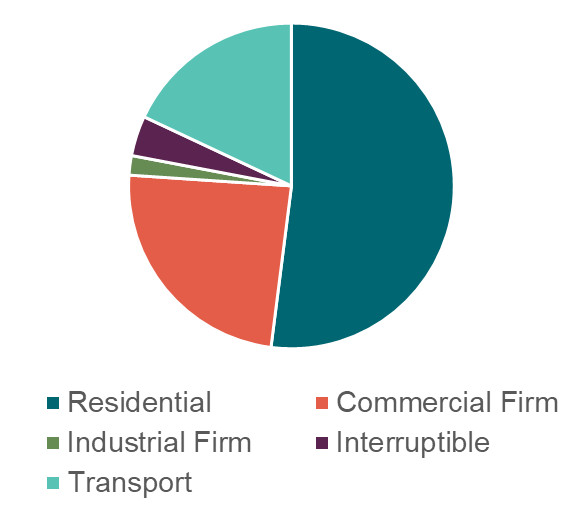 Residential
Commercial Firm
Industrial Firm
Interruptible
Transport